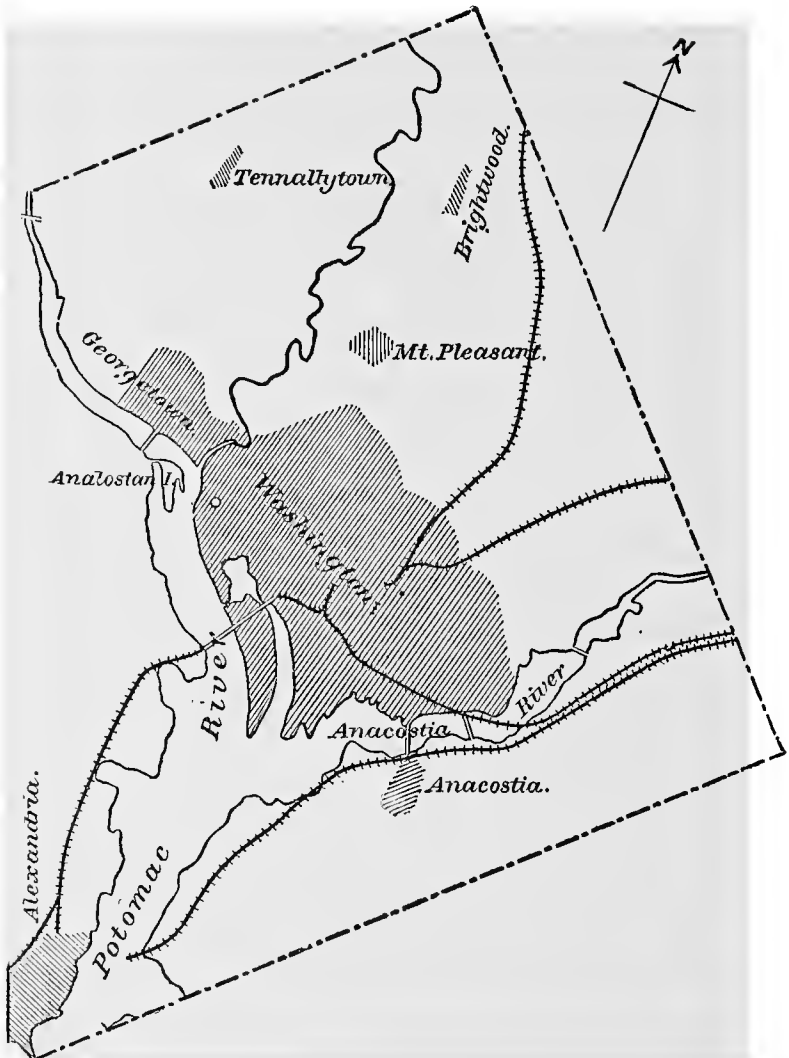 N
Tennallytown.
Brightwood.
Georgetown.
Mt. Pleasant.
Analostan I.
Washington.
River
River
Anacostia
Anacostia.
Alexandria.
Potomac